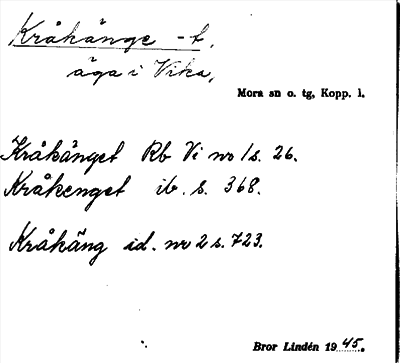 Kråkänge -t,
äga i Vika,
Mora sn o. tg, Kopp. l.
Kråkänget Rb Vi nr 1 s. 26.
Kråkenget ib. s. 368.
Kråkäng id. nr 2 s. 723.
Bror Lindén 1945.